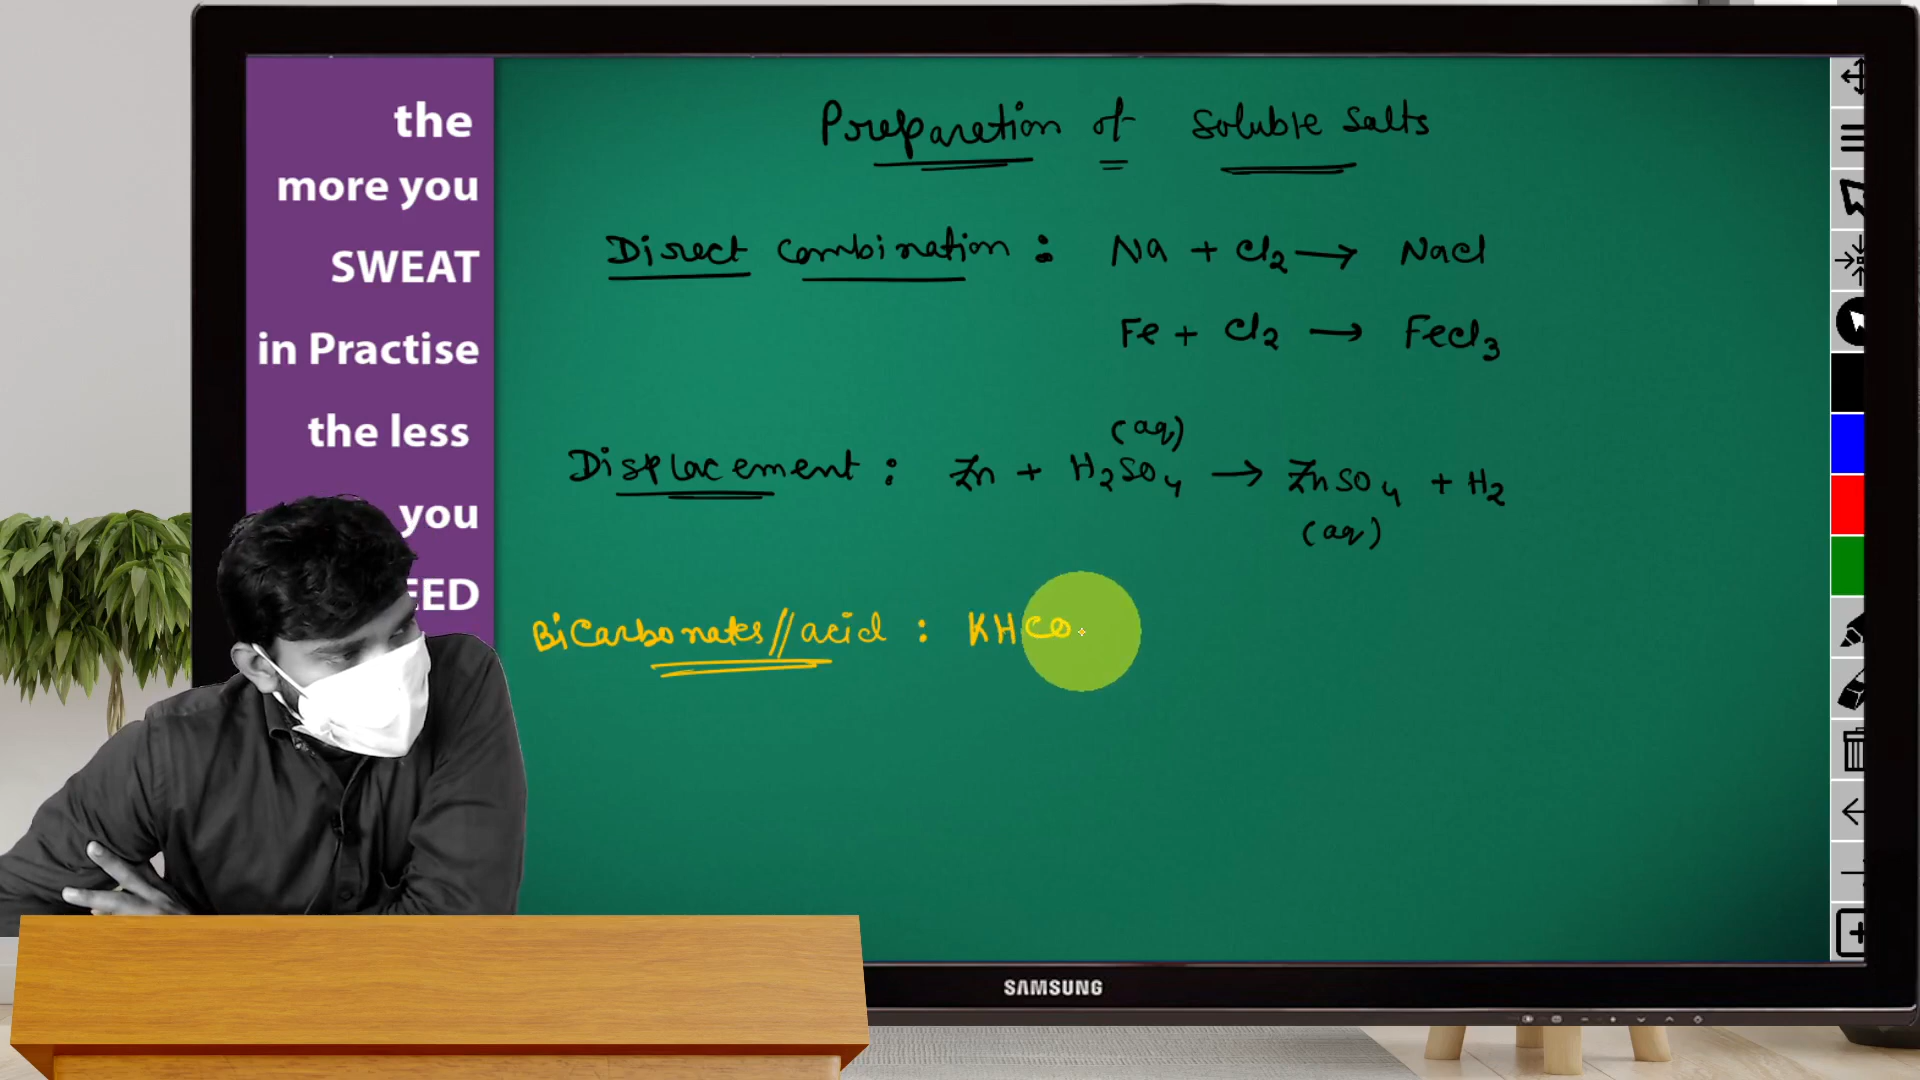 the
more you
SWEAT
in Practise
the less
you
EED
Preparation of soluble salts
Direct combination : Na + Cl2 → NaCl
Fe + Cl2 → FeCl3
(aq)
Displacement : Zn + H2SO4 → ZnSO4 + H2
(aq)
Bicarbonates//acid : KHCO
SAMSUNG